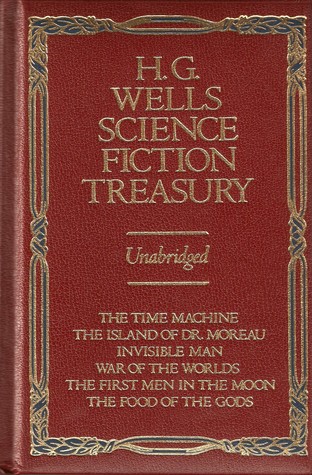 H.G.
WELLS
SCIENCE
FICTION
TREASURY
Unabridged
THE TIME MACHINE
THE ISLAND OF DR. MOREAU
INVISIBLE MAN
WAR OF THE WORLDS
THE FIRST MEN IN THE MOON
THE FOOD OF THE GODS